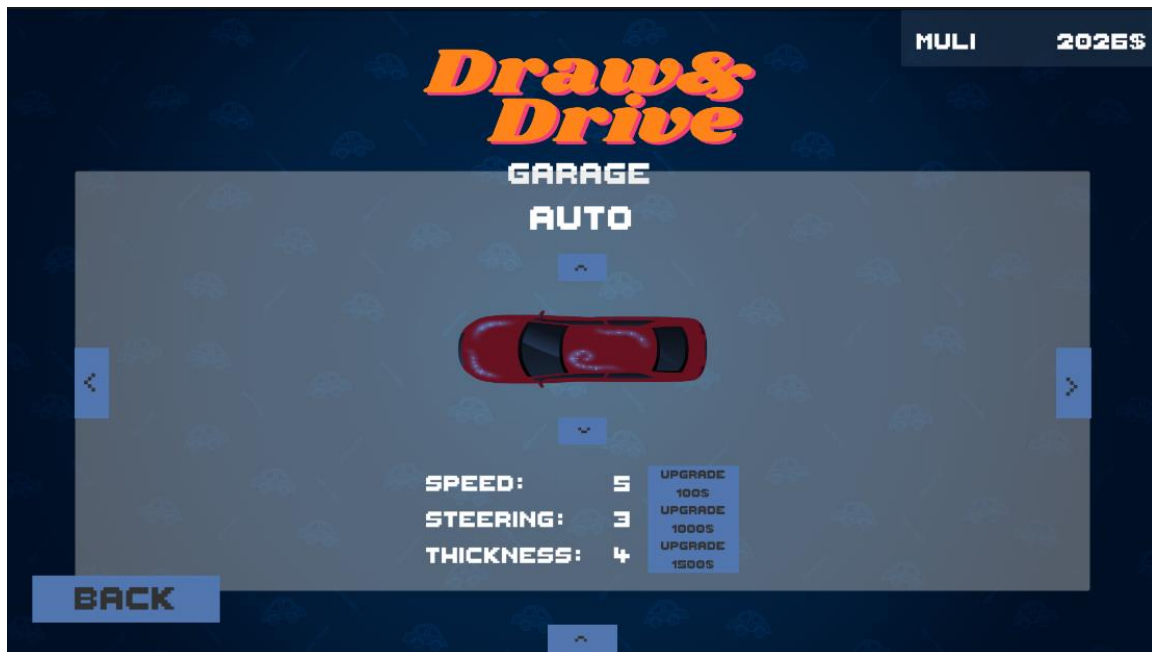 MULI 2026$
Draw&
Drive
GARAGE
AUTO
^
<
>
⌄
SPEED: 5 UPGRADE 100$
STEERING: 3 UPGRADE 1000$
THICKNESS: 4 UPGRADE 1500$
BACK
^